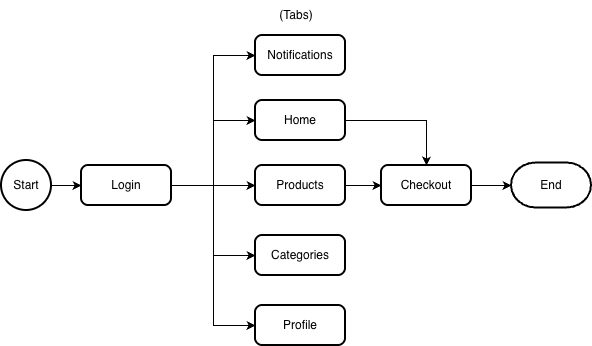 (Tabs)
Notifications
Home
Start
Login
Products
Checkout
End
Categories
Profile